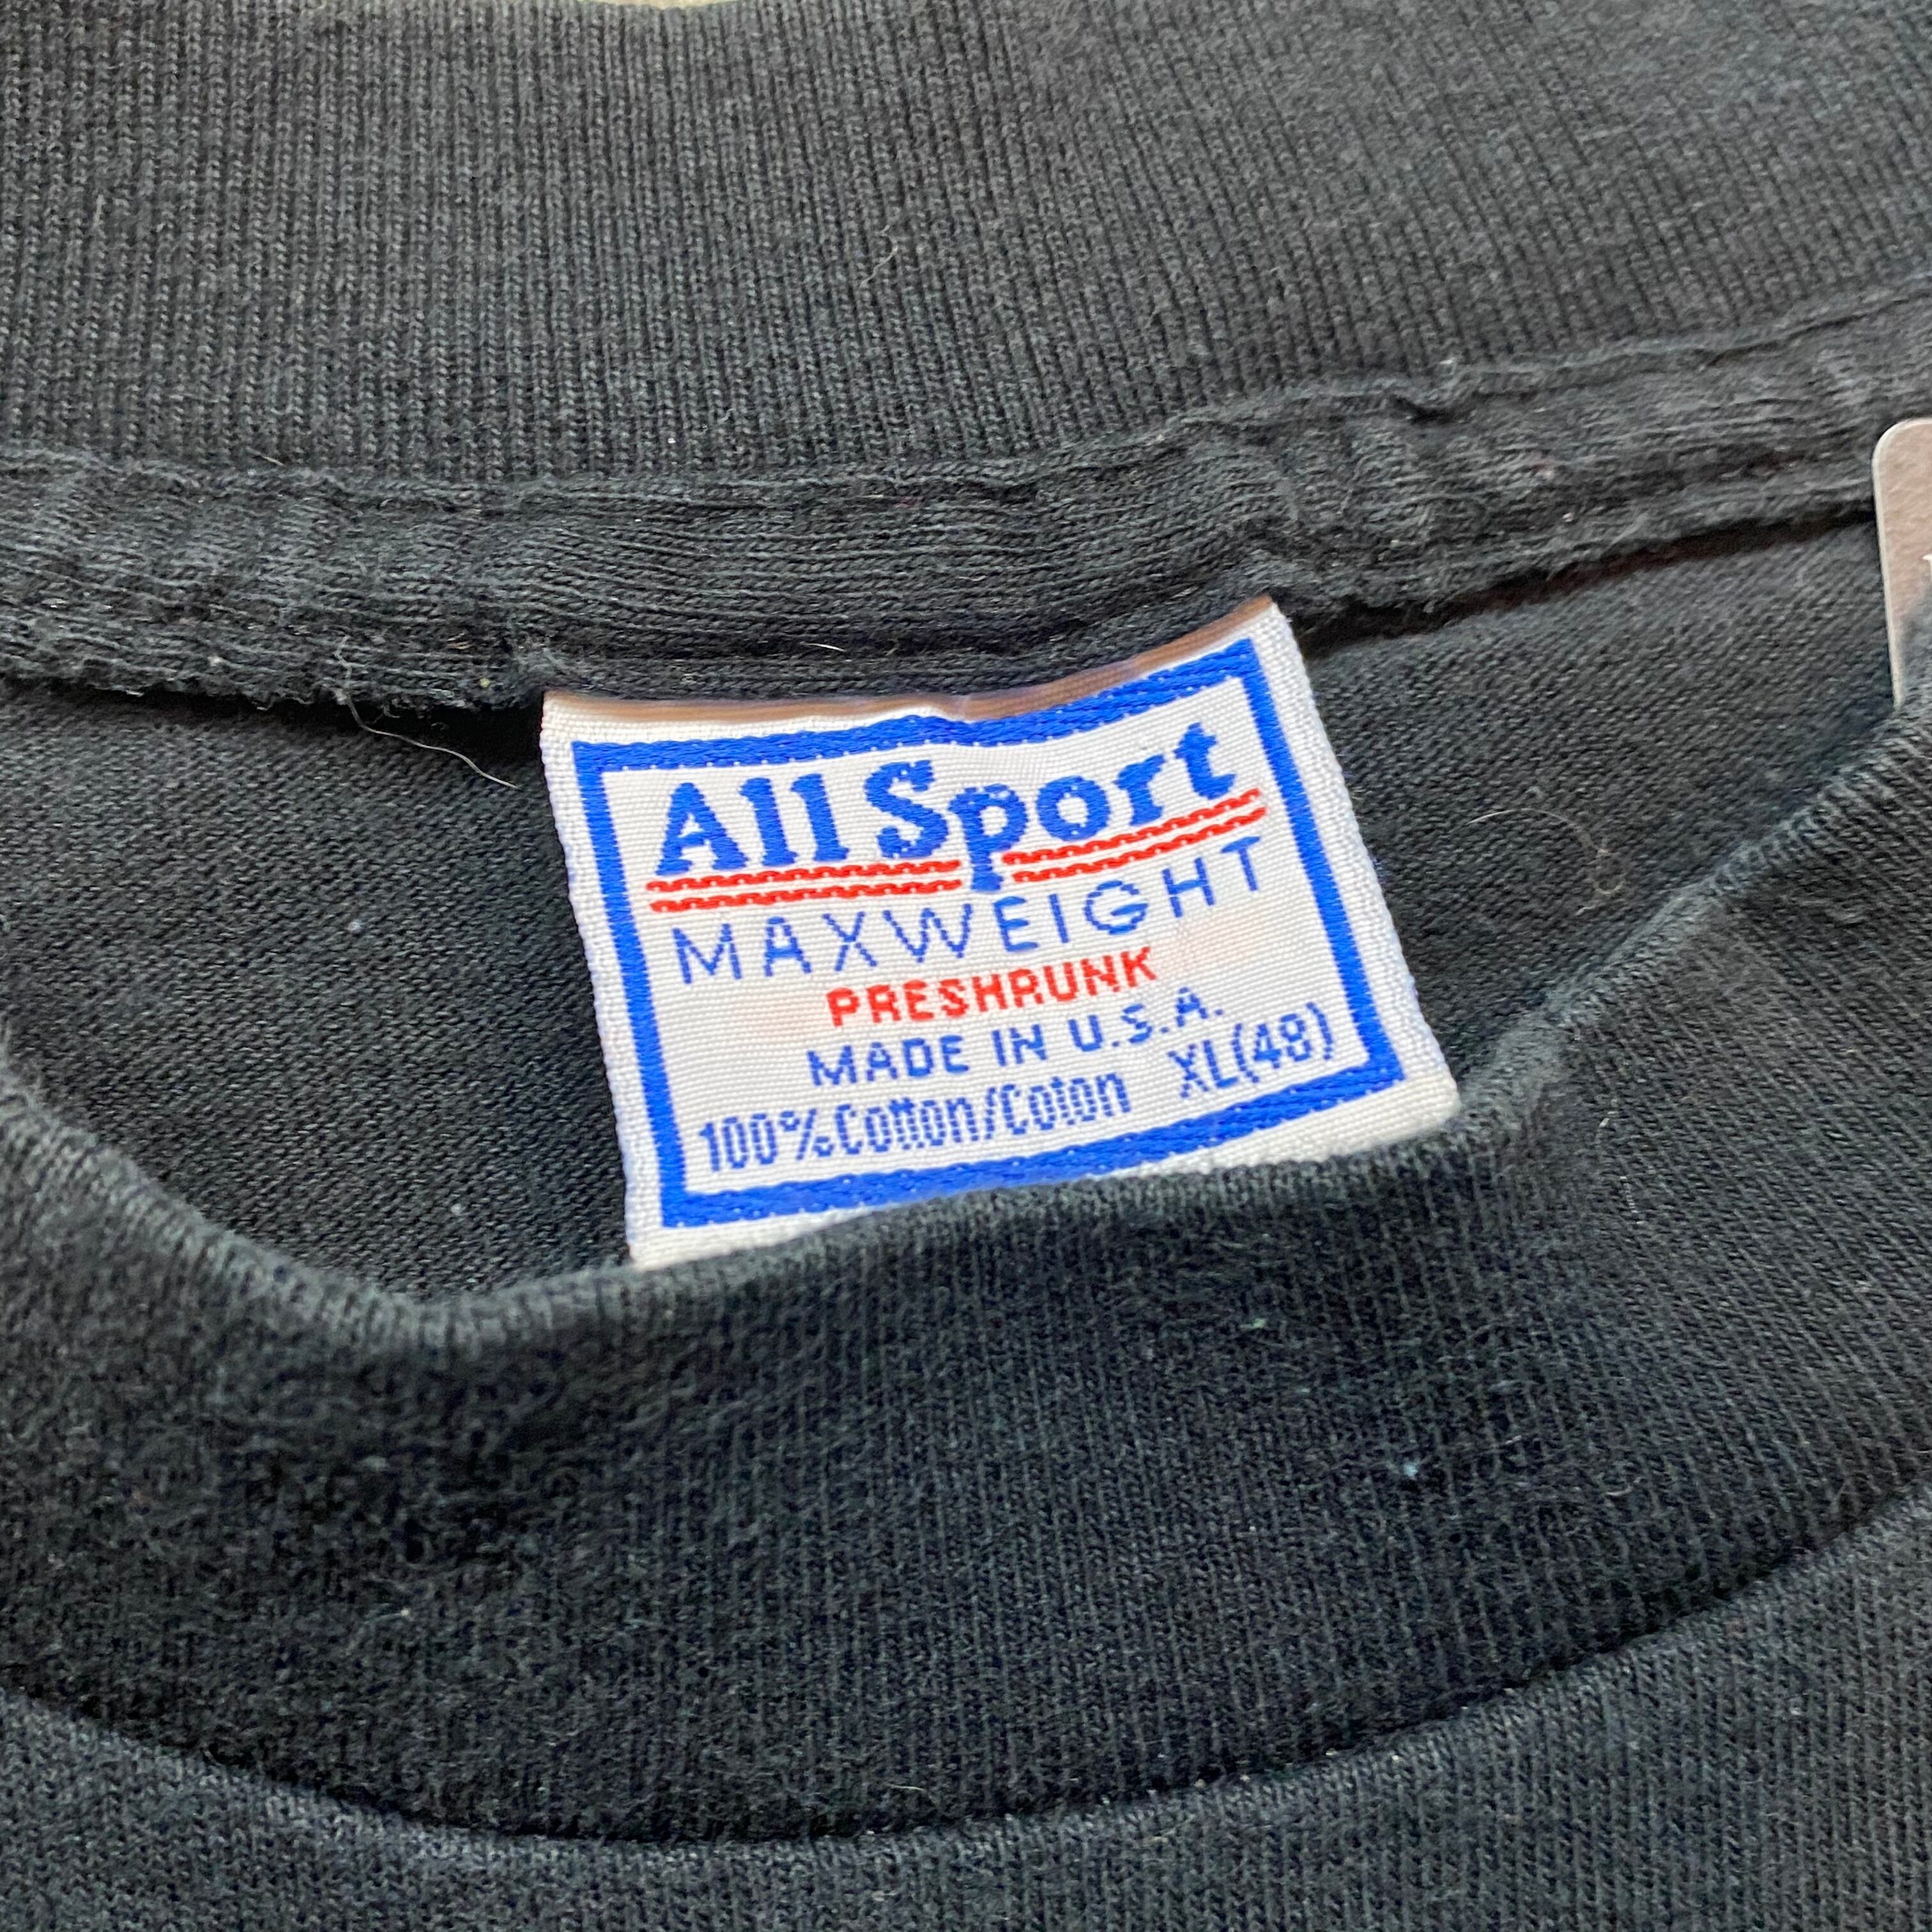 All Sport
MAXWEIGHT
PRESHRUNK
MADE IN U.S.A.
100% Cotton/Coton XL(48)